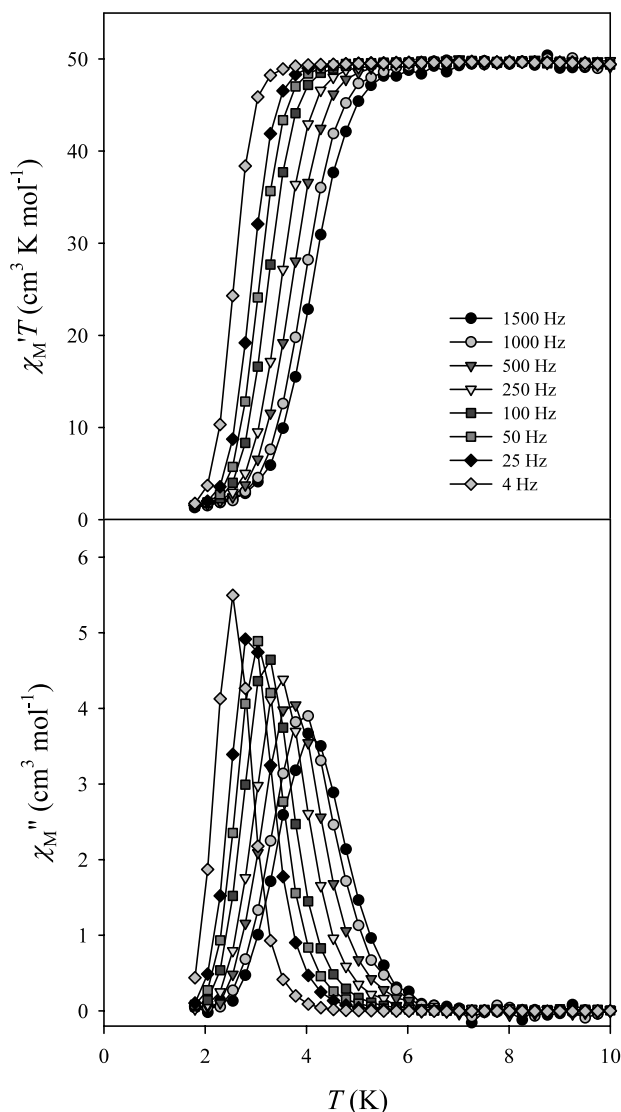 50
40
30
20
10
0
χM'T (cm³ K mol⁻¹)
1500 Hz
1000 Hz
500 Hz
250 Hz
100 Hz
50 Hz
25 Hz
4 Hz
6
5
4
3
2
1
0
χM" (cm³ mol⁻¹)
0 2 4 6 8 10
T (K)